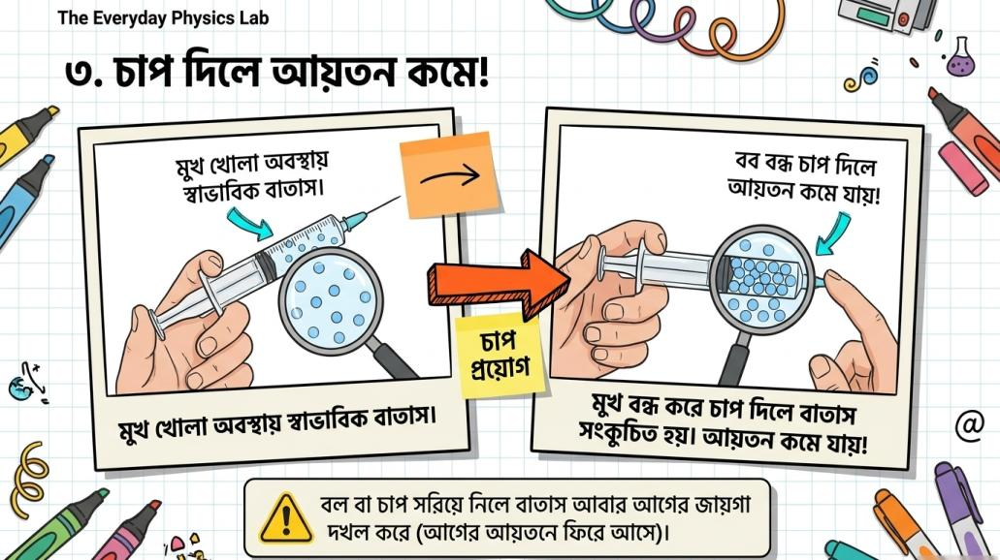 The Everyday Physics Lab
৩. চাপ দিলে আয়তন কমে!
মুখ খোলা অবস্থায়
স্বাভাবিক বাতাস।
বব বন্ধ চাপ দিলে
আয়তন কমে যায়!
চাপ
প্রয়োগ
মুখ খোলা অবস্থায় স্বাভাবিক বাতাস।
মুখ বন্ধ করে চাপ দিলে বাতাস
সংকুচিত হয়। আয়তন কমে যায়!
@
বল বা চাপ সরিয়ে নিলে বাতাস আবার আগের জায়গা
দখল করে (আগের আয়তনে ফিরে আসে)।